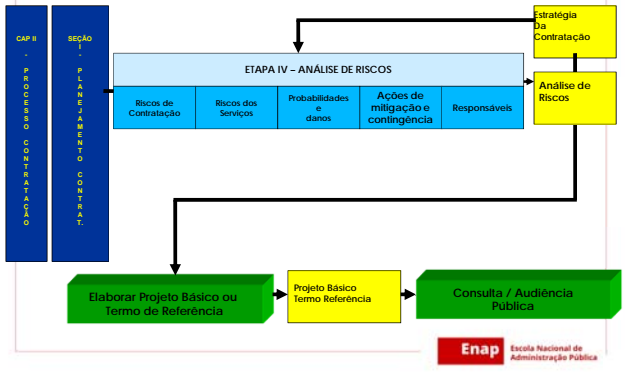 Estratégia
Da
Contratação
CAP II
-
PROCESSO CONTRATAÇÃO
SEÇÃO
I
-
PLANEJAMENTO CONTRAT.
ETAPA IV – ANÁLISE DE RISCOS
Riscos de
Contratação
Riscos dos
Serviços
Probabilidades
e
danos
Ações de
mitigação e
contingência
Responsáveis
Análise de
Riscos
Elaborar Projeto Básico ou
Termo de Referência
Projeto Básico
Termo Referência
Consulta / Audiência
Pública
Enap
Escola Nacional de
Administração Pública